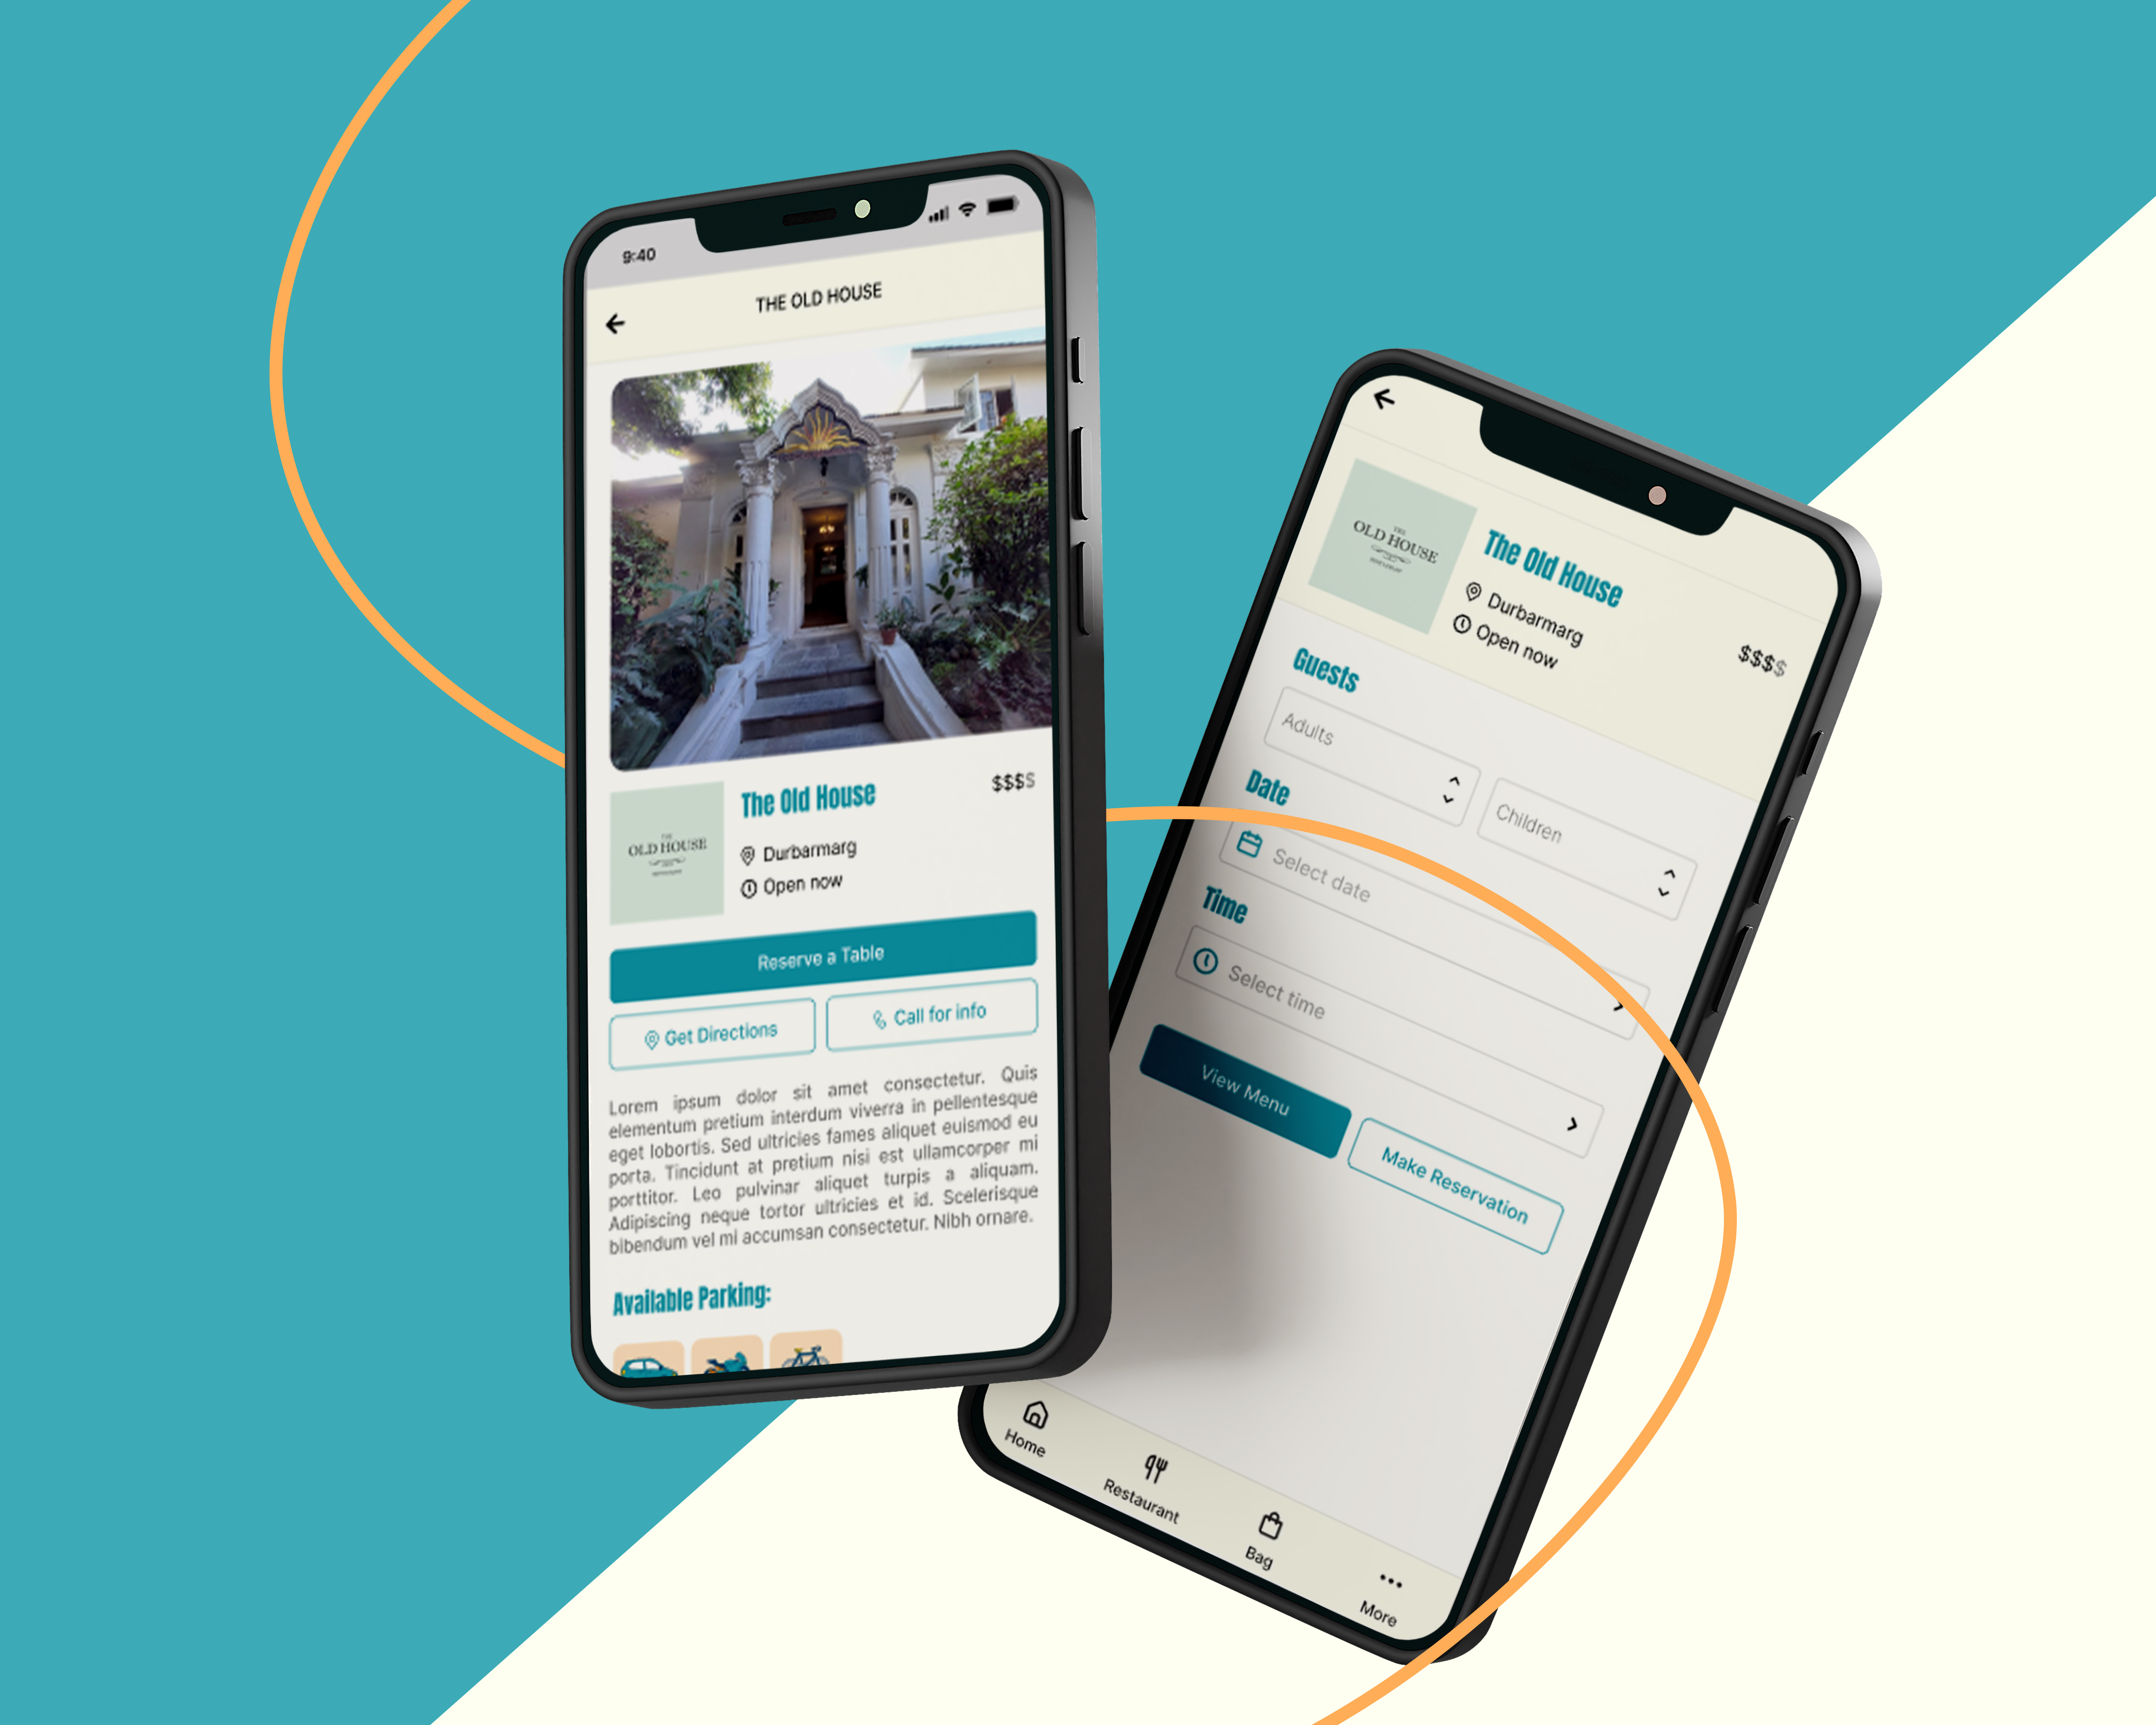 9:40
THE OLD HOUSE
THE
OLD HOUSE
The Old House
$$$$
Durbarmarg
Open now
Reserve a Table
Get Directions
Call for info
Lorem ipsum dolor sit amet consectetur. Quis
elementum pretium interdum viverra in pellentesque
eget lobortis. Sed ultricies fames aliquet euismod eu
porta. Tincidunt at pretium nisi est ullamcorper mi
porttitor. Leo pulvinar aliquet turpis a aliquam.
Adipiscing neque tortor ultricies et id. Scelerisque
bibendum vel mi accumsan consectetur. Nibh ornare.
Available Parking:
THE
OLD HOUSE
The Old House
Durbarmarg
Open now
$$$$
Guests
Adults
Children
Date
Select date
Time
Select time
View Menu
Make Reservation
Home
Restaurant
Bag
More